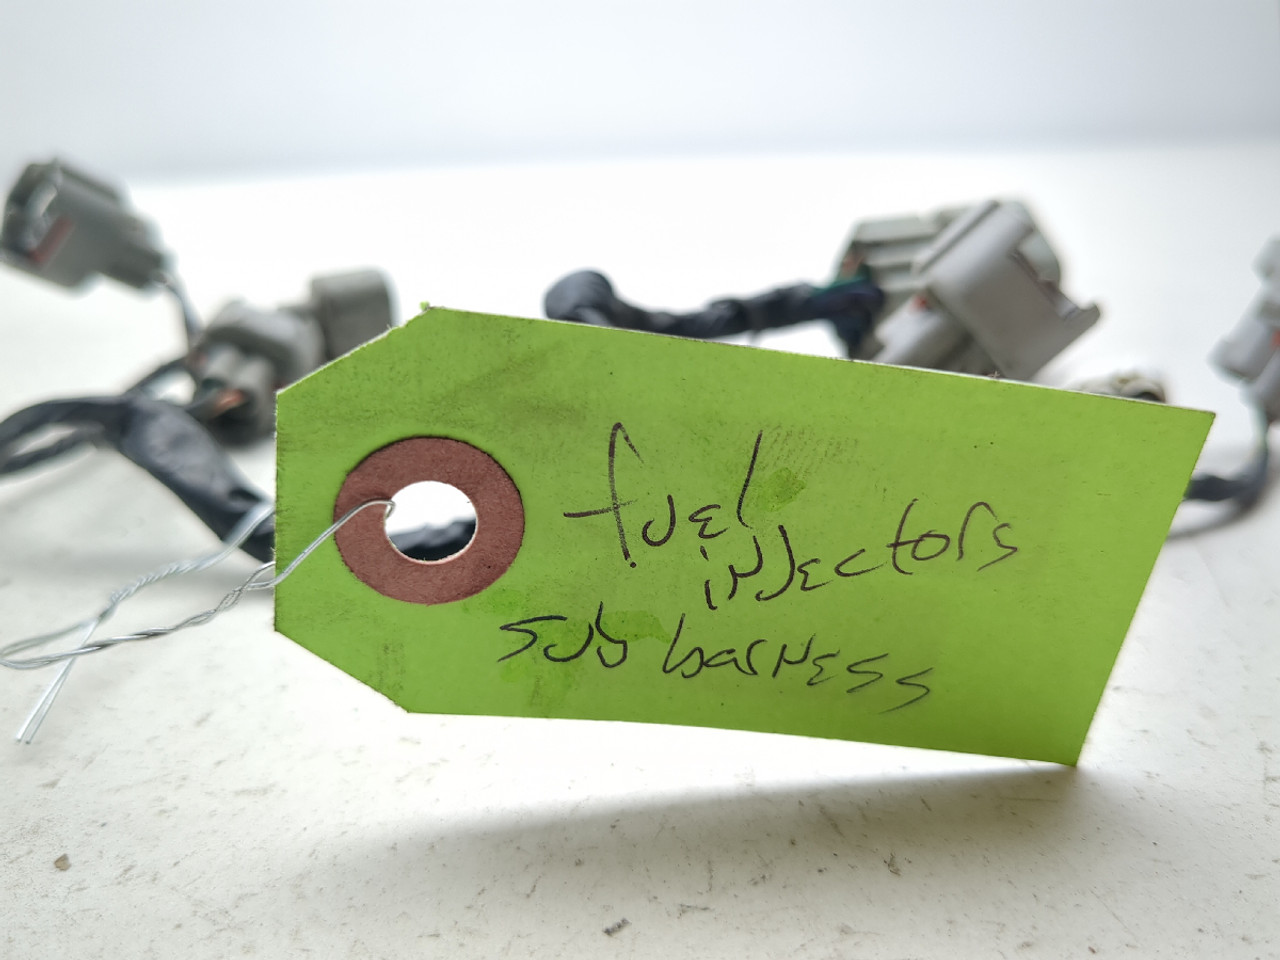 fuel
injectors
sub harness